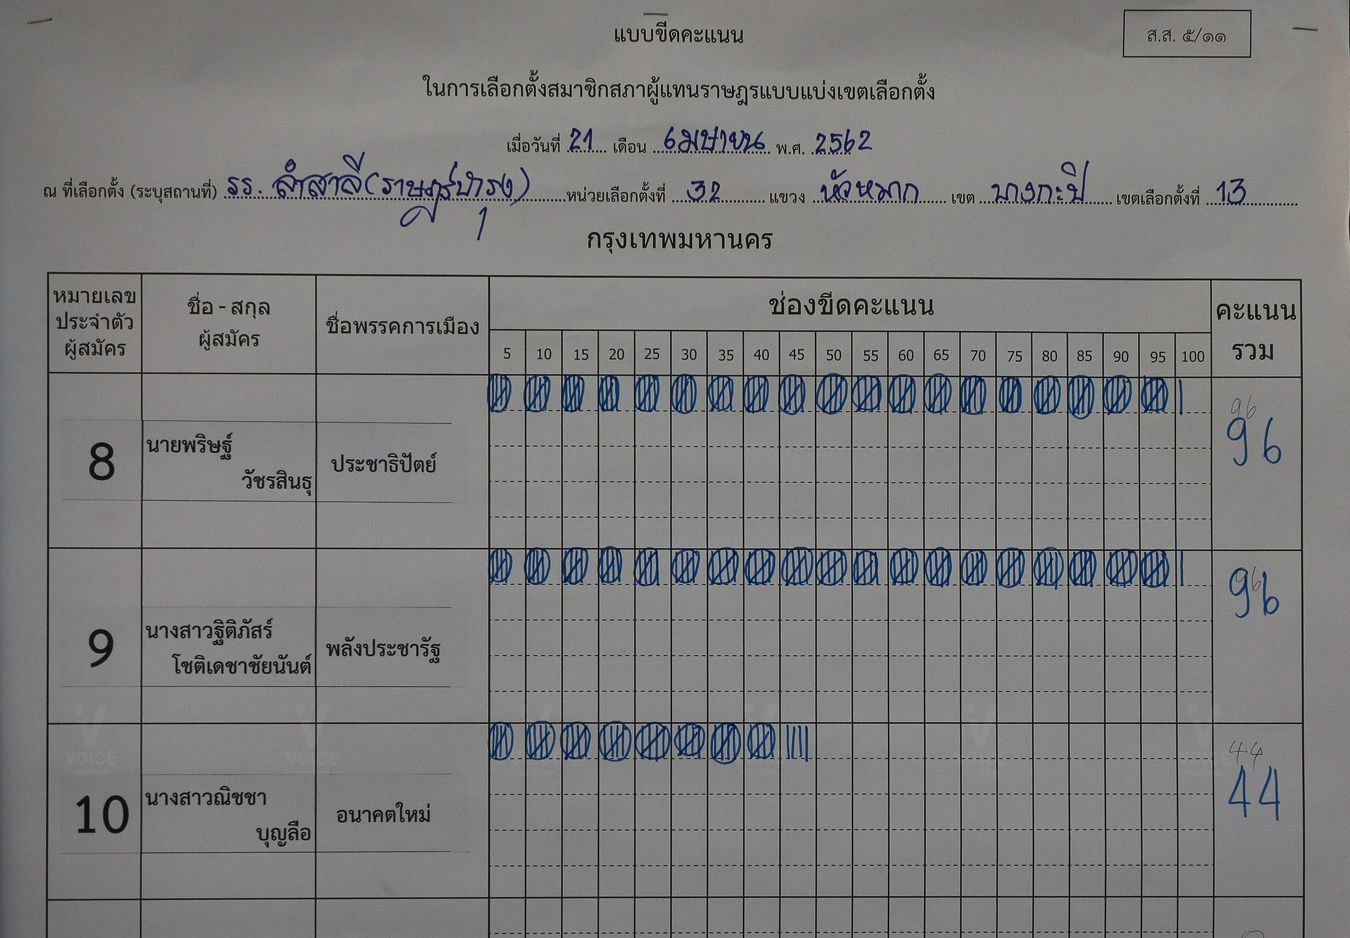 แบบขีดคะแนน
ส.ส. ๕/๑๑
ในการเลือกตั้งสมาชิกสภาผู้แทนราษฎรแบบแบ่งเขตเลือกตั้ง
เมื่อวันที่ 21 เดือน เมษายน พ.ศ. 2562
ณ ที่เลือกตั้ง (ระบุสถานที่) รร. ลำสาลี (ราษฎร์บำรุง) หน่วยเลือกตั้งที่ 32 แขวง หัวหมาก เขต บางกะปิ เขตเลือกตั้งที่ 13
กรุงเทพมหานคร
หมายเลข
ประจำตัว
ผู้สมัคร
ชื่อ - สกุล
ผู้สมัคร
ชื่อพรรคการเมือง
ช่องขีดคะแนน
คะแนน
รวม
5 10 15 20 25 30 35 40 45 50 55 60 65 70 75 80 85 90 95 100
8
นายพริษฐ์
วัชรสินธุ
ประชาธิปัตย์
96
96
9
นางสาวฐิติภัสร์
โชติเดชาชัยนันต์
พลังประชารัฐ
96
10
นางสาวณิชชา
บุญลือ
อนาคตใหม่
44
44
VOICE
VOICE